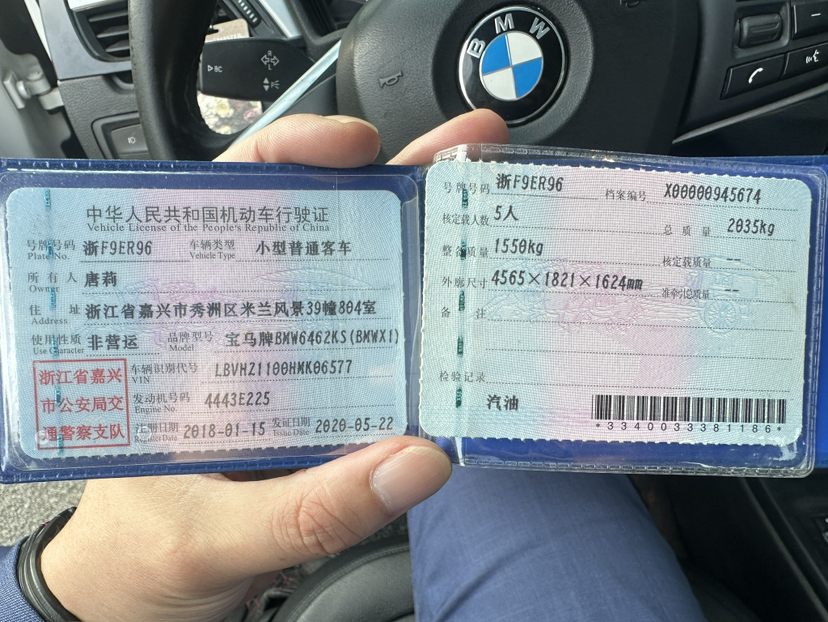 BMW
中华人民共和国机动车行驶证
Vehicle License of the People's Republic of China
号牌号码 浙F9ER96 车辆类型 小型普通客车
Plate No. Vehicle Type
所有人 唐莉
Owner
住址 浙江省嘉兴市秀洲区米兰风景39幢804室
Address
使用性质 非营运 品牌型号 宝马牌BMW6462KS(BMWX1)
Use Character Model
浙江省嘉兴
市公安局交
通警察支队
车辆识别代号 LBVHZ1100HMK06577
VIN
发动机号码 4443E225
Engine No.
注册日期 2018-01-15 发证日期 2020-05-22
Register Date Issue Date
号牌号码 浙F9ER96 档案编号 X00000945674
核定载人数 5人 总质量 2035kg
整备质量 1550kg 核定载质量 --
外廓尺寸 4565×1821×1624mm 准牵引总质量 --
备注
检验记录
汽油
*3340033381186*